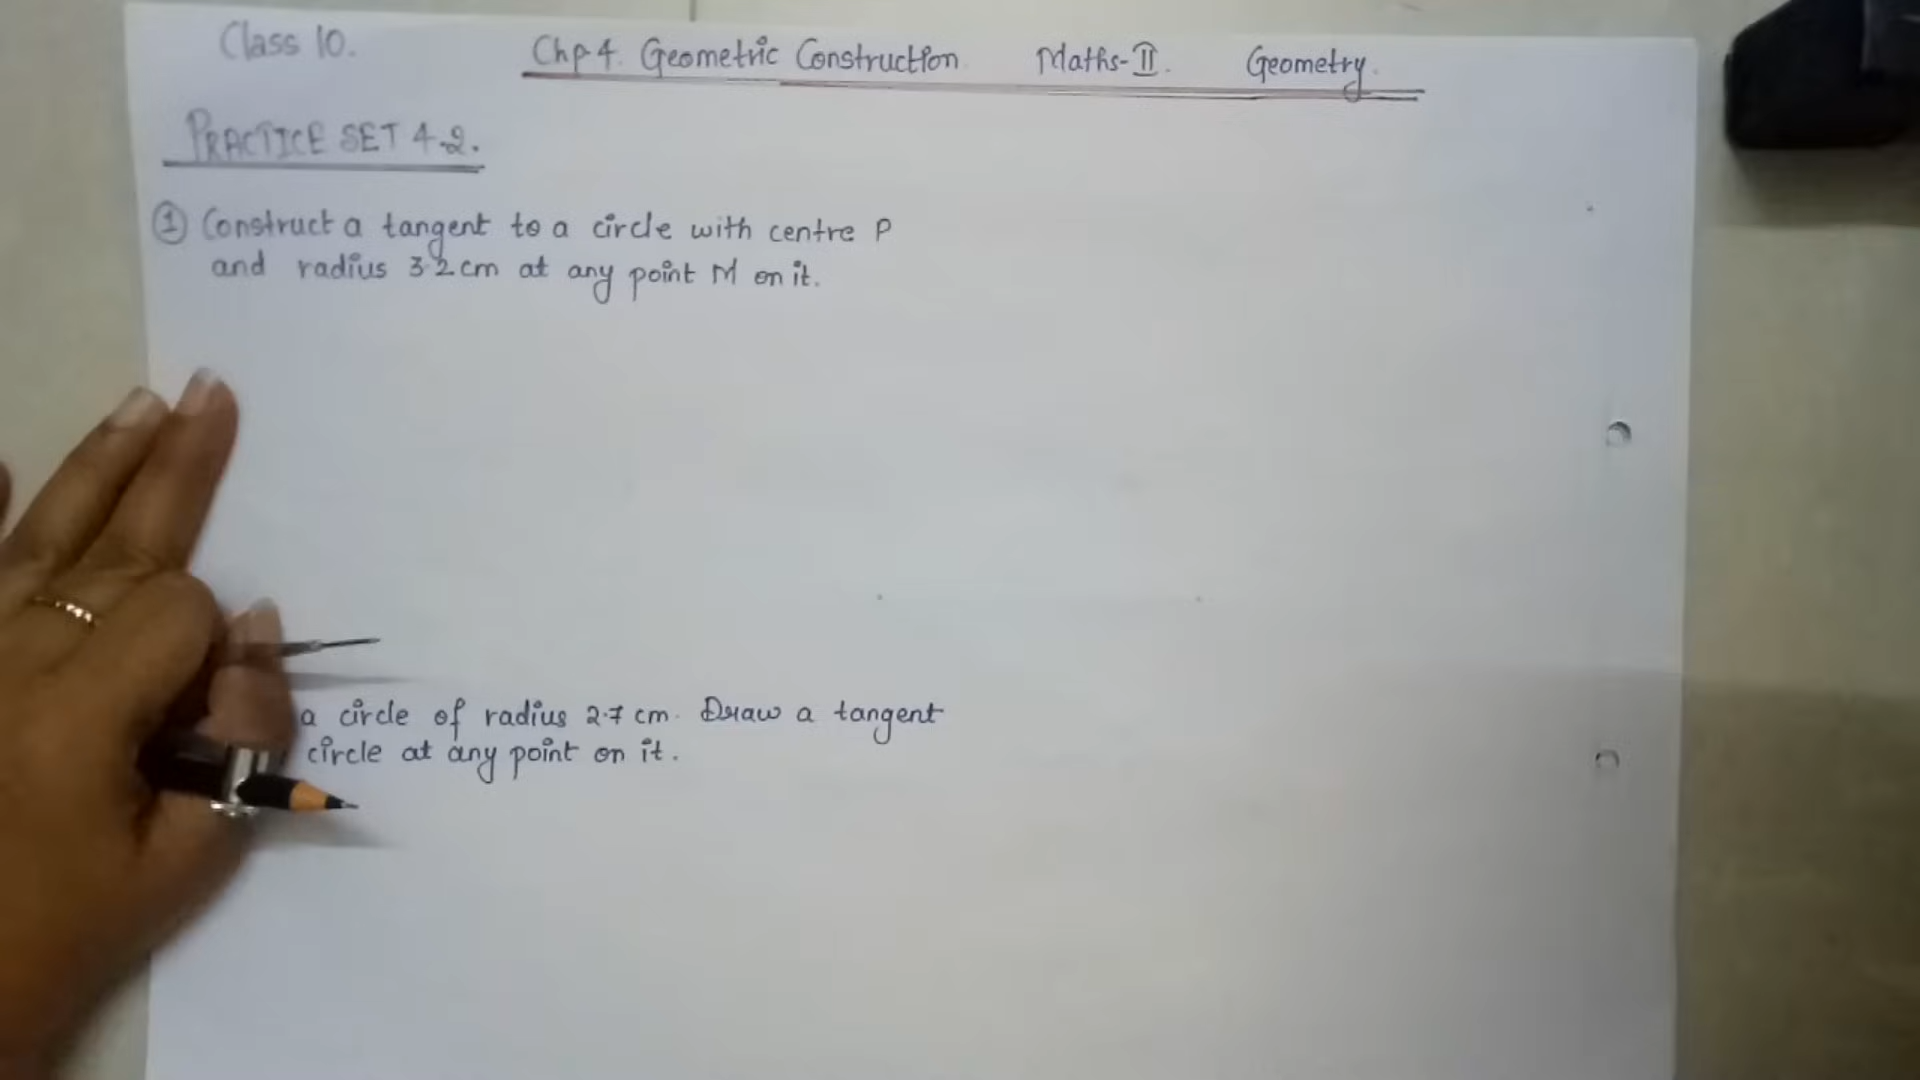 Class 10.
Chp 4. Geometric Construction Maths-II. Geometry.
PRACTICE SET 4.2.
① Construct a tangent to a circle with centre P
and radius 3.2 cm at any point M on it.
a circle of radius 2.7 cm. Draw a tangent
circle at any point on it.